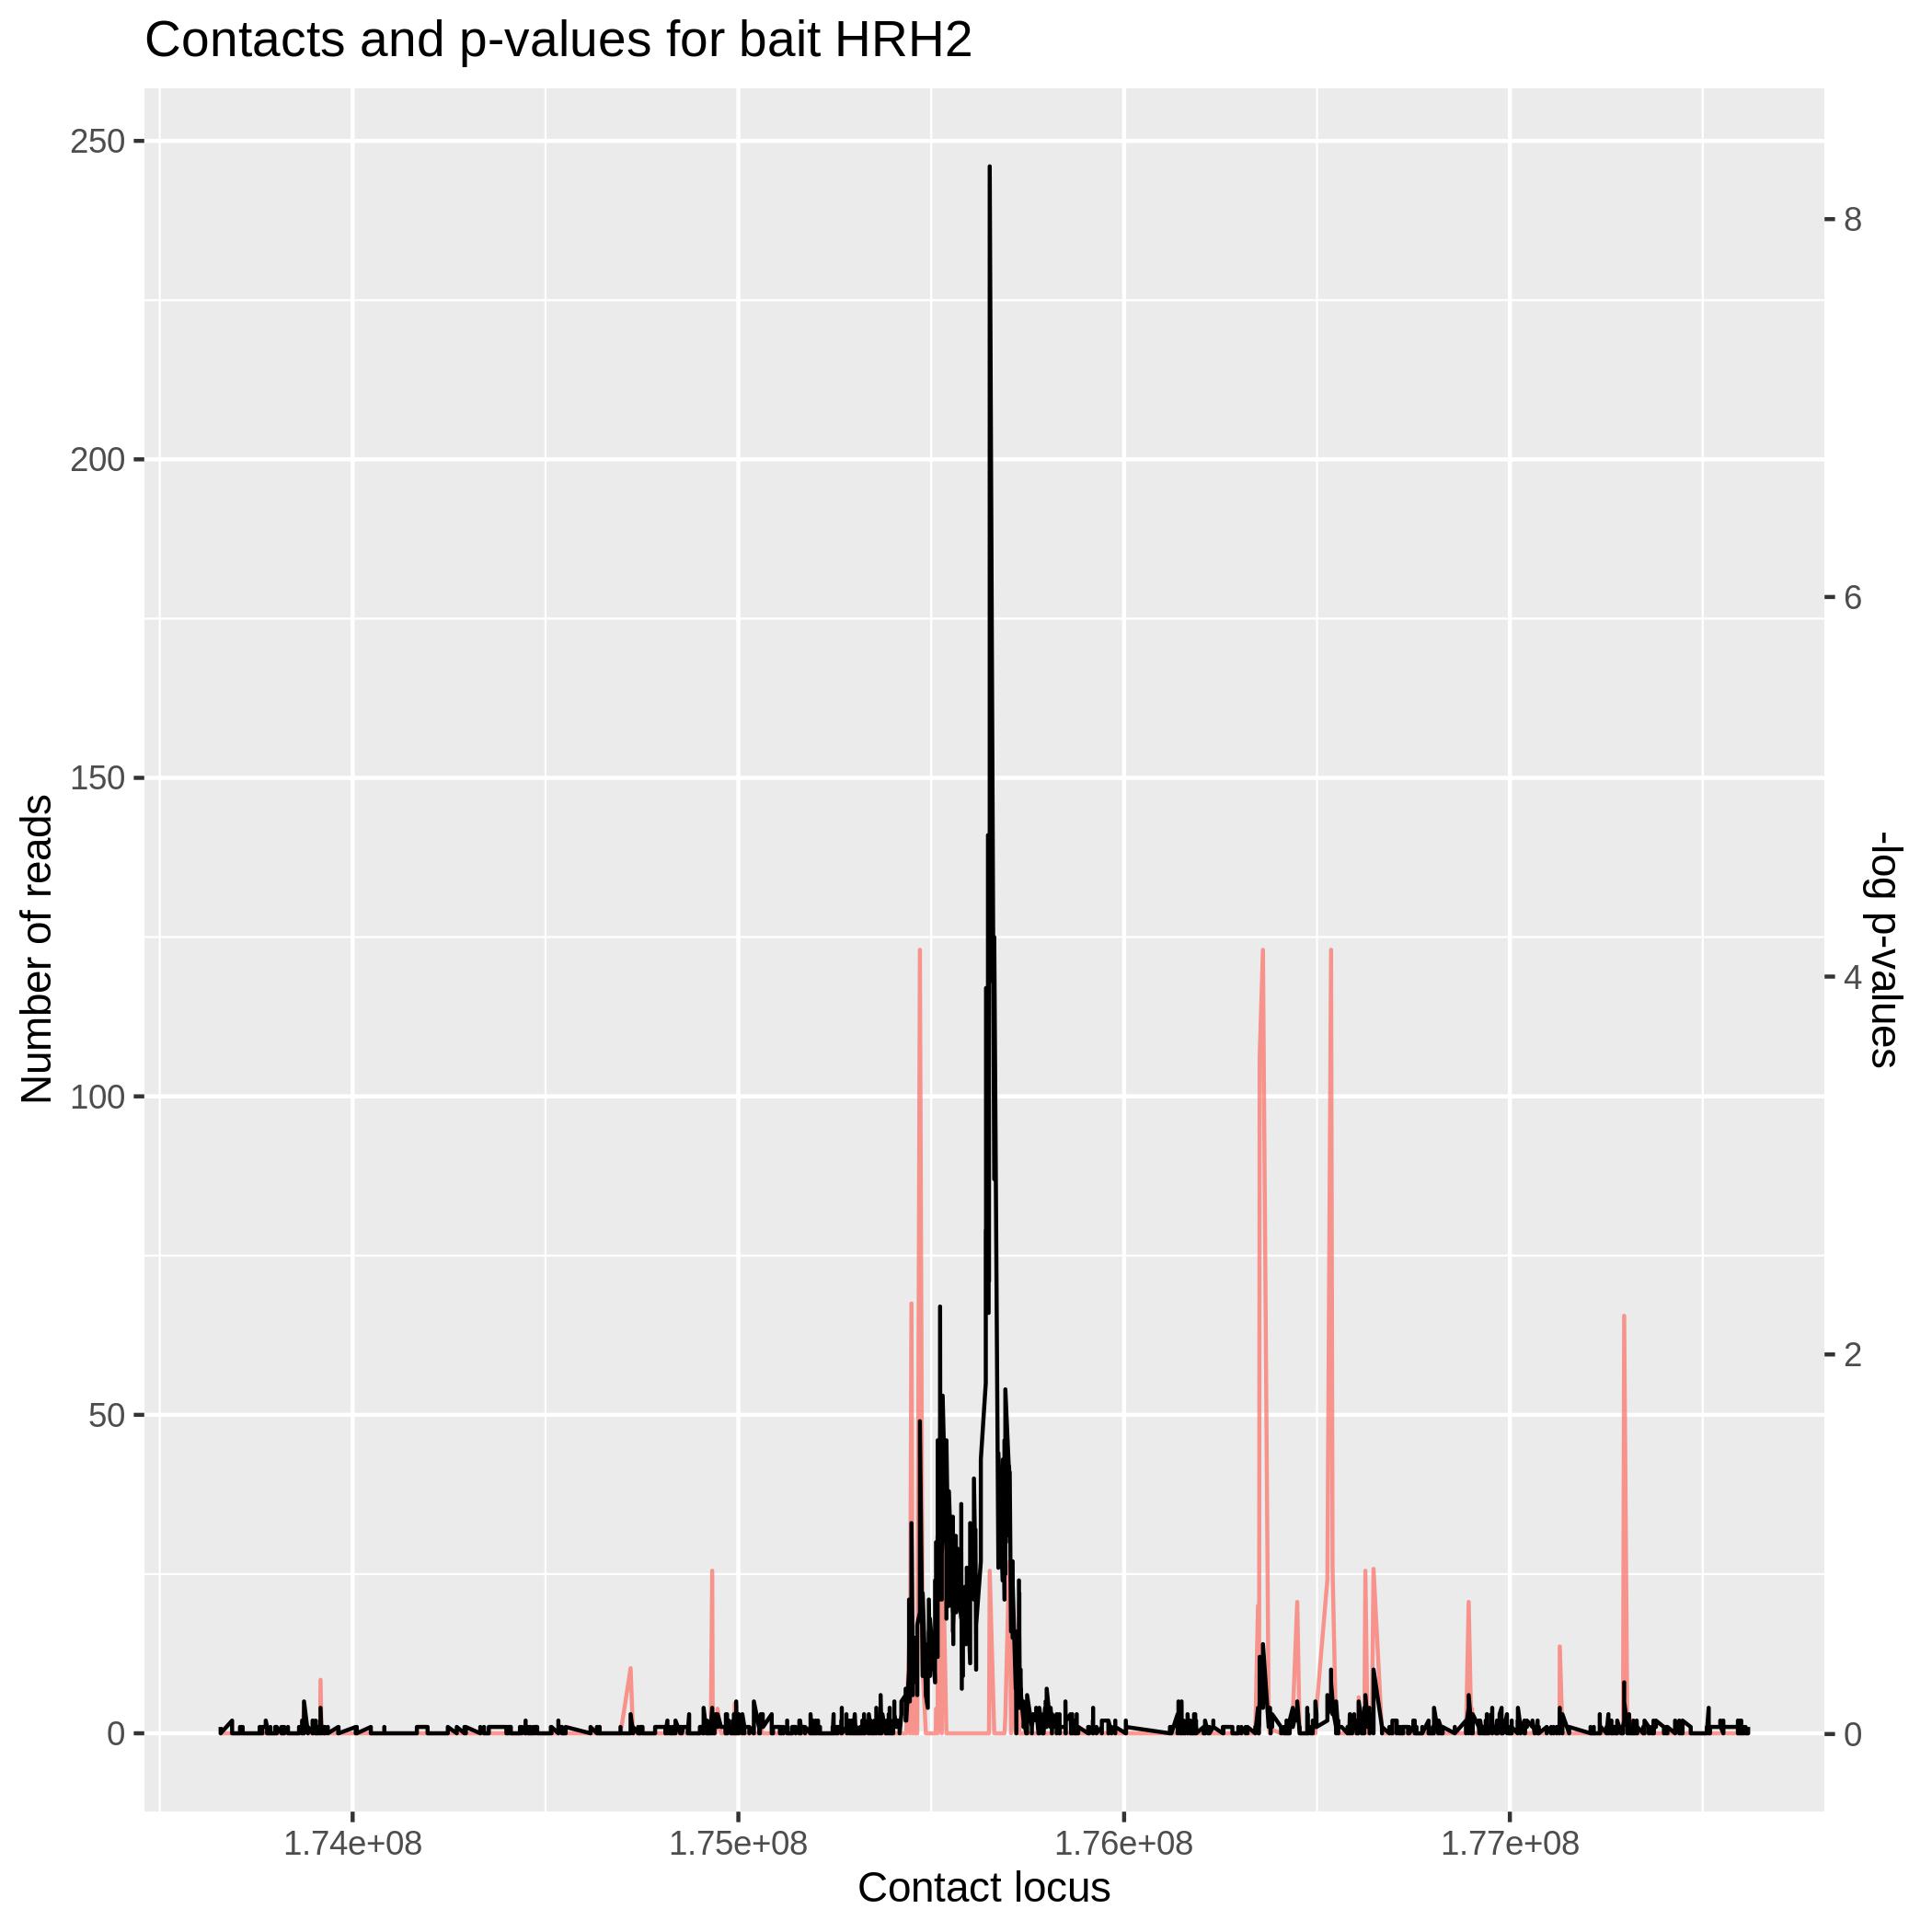 Contacts and p-values for bait HRH2
250
200
150
100
50
0
Number of reads
8
6
4
2
0
-log p-values
1.74e+08
1.75e+08
1.76e+08
1.77e+08
Contact locus